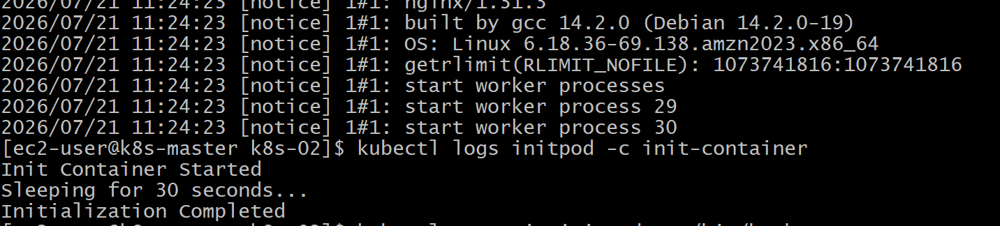 2026/07/21 11:24:23 [notice] 1#1: nginx/1.31.3
2026/07/21 11:24:23 [notice] 1#1: built by gcc 14.2.0 (Debian 14.2.0-19)
2026/07/21 11:24:23 [notice] 1#1: OS: Linux 6.18.36-69.138.amzn2023.x86_64
2026/07/21 11:24:23 [notice] 1#1: getrlimit(RLIMIT_NOFILE): 1073741816:1073741816
2026/07/21 11:24:23 [notice] 1#1: start worker processes
2026/07/21 11:24:23 [notice] 1#1: start worker process 29
2026/07/21 11:24:23 [notice] 1#1: start worker process 30
[ec2-user@k8s-master k8s-02]$ kubectl logs initpod -c init-container
Init Container Started
Sleeping for 30 seconds...
Initialization Completed